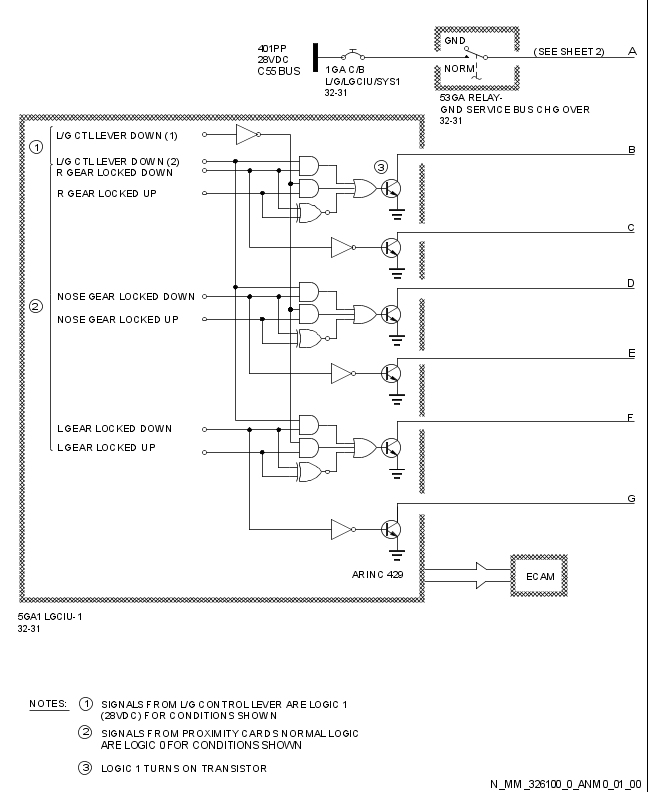 GND
401PP
28VDC
C55 BUS
NORM
(SEE SHEET 2)
A
1GA C/B
L/G/LGCIU/SYS1
32-31
53GA RELAY-
GND SERVICE BUS CHG OVER
32-31
1
L/G CTLLEVER DOWN (1)
L/G CTLLEVER DOWN (2)
R GEAR LOCKED DOWN
R GEAR LOCKED UP
3
B
C
2
NOSE GEAR LOCKED DOWN
NOSE GEAR LOCKED UP
D
E
L GEAR LOCKED DOWN
L GEAR LOCKED UP
F
G
ARINC 429
ECAM
5GA1 LGCIU-1
32-31
NOTES: 1 SIGNALS FROM L/G CONTROL LEVER ARE LOGIC 1
(28VDC) FOR CONDITIONS SHOWN
2 SIGNALS FROM PROXIMITY CARDS NORMAL LOGIC
ARE LOGIC 0 FOR CONDITIONS SHOWN
3 LOGIC 1 TURNS ON TRANSISTOR
N_MM_326100_0_ANM0_01_00